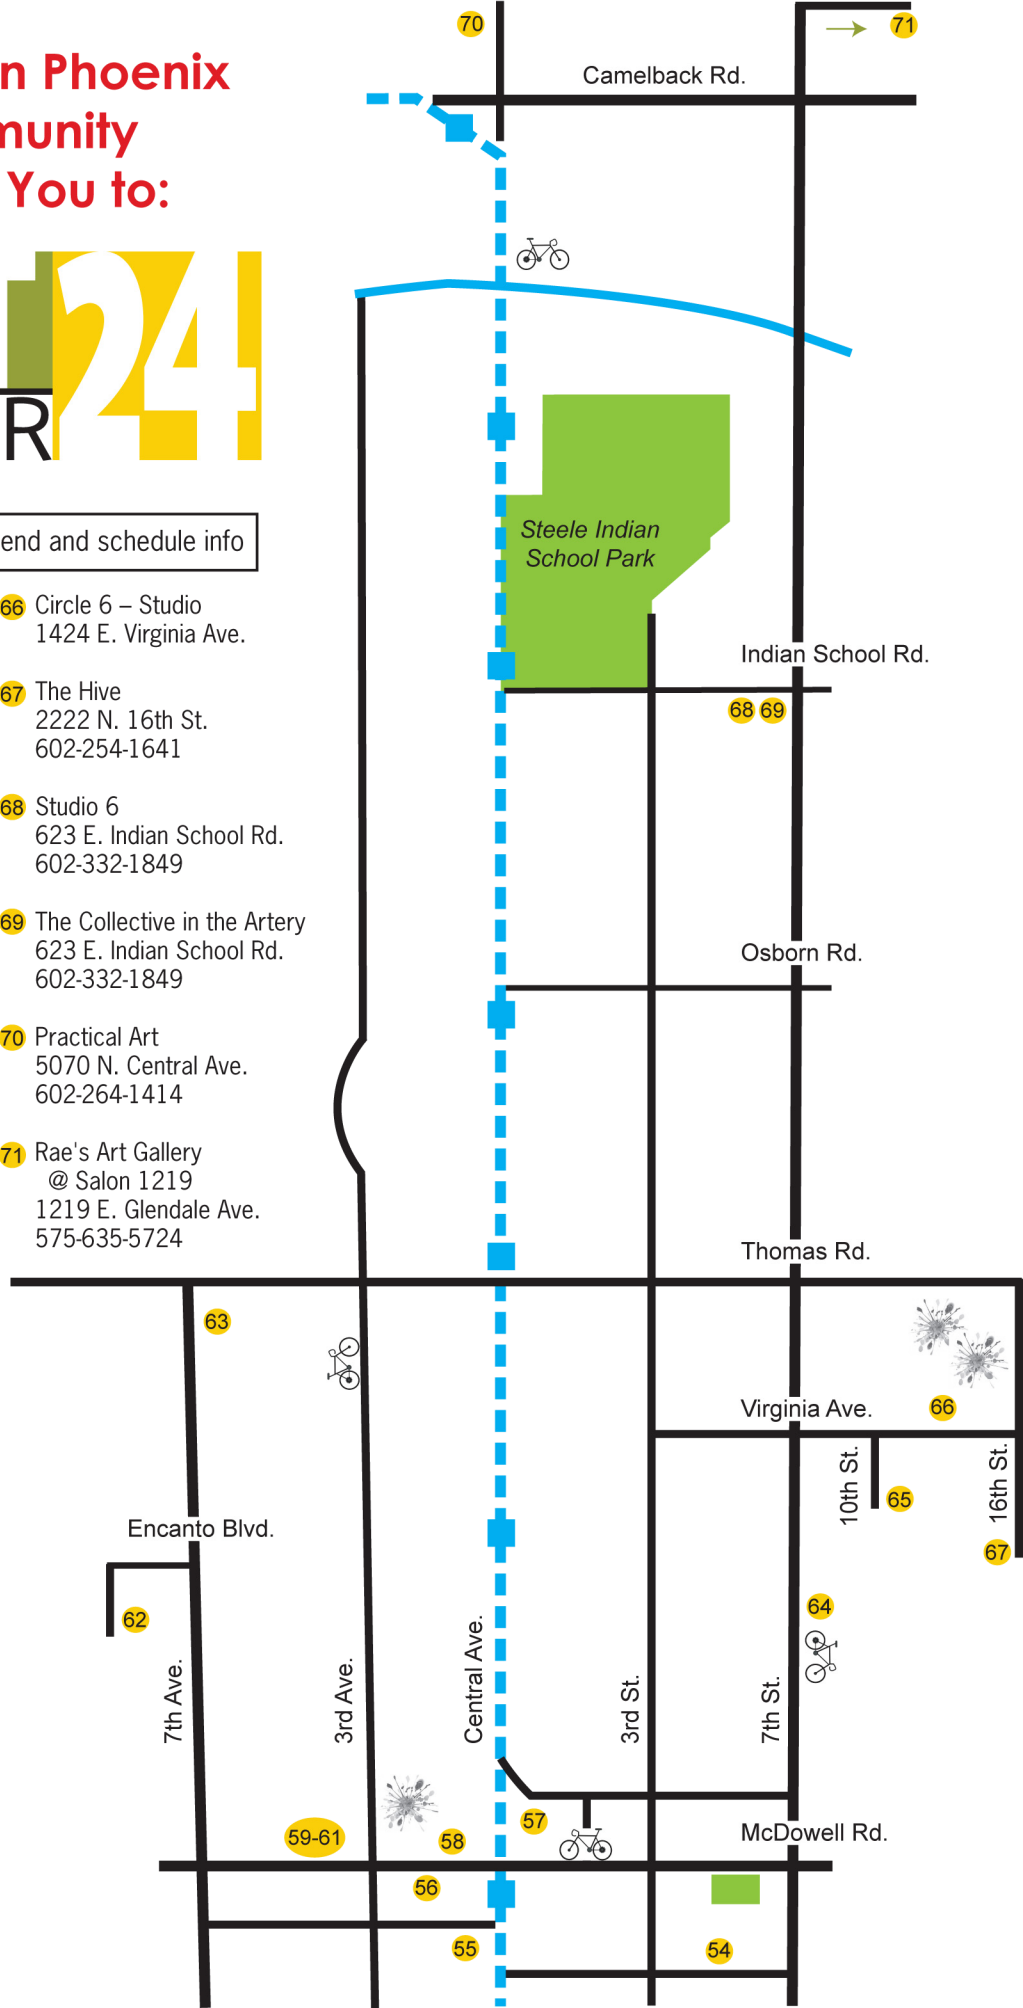 n Phoenix
munity
You to:
R24
end and schedule info
66 Circle 6 – Studio
1424 E. Virginia Ave.
67 The Hive
2222 N. 16th St.
602-254-1641
68 Studio 6
623 E. Indian School Rd.
602-332-1849
69 The Collective in the Artery
623 E. Indian School Rd.
602-332-1849
70 Practical Art
5070 N. Central Ave.
602-264-1414
71 Rae's Art Gallery
@ Salon 1219
1219 E. Glendale Ave.
575-635-5724
70
71
Camelback Rd.
Steele Indian
School Park
Indian School Rd.
68 69
Osborn Rd.
Thomas Rd.
63
66
Virginia Ave.
10th St.
16th St.
65
67
Encanto Blvd.
62
64
7th Ave.
3rd Ave.
Central Ave.
3rd St.
7th St.
57
59-61
58
McDowell Rd.
56
55
54